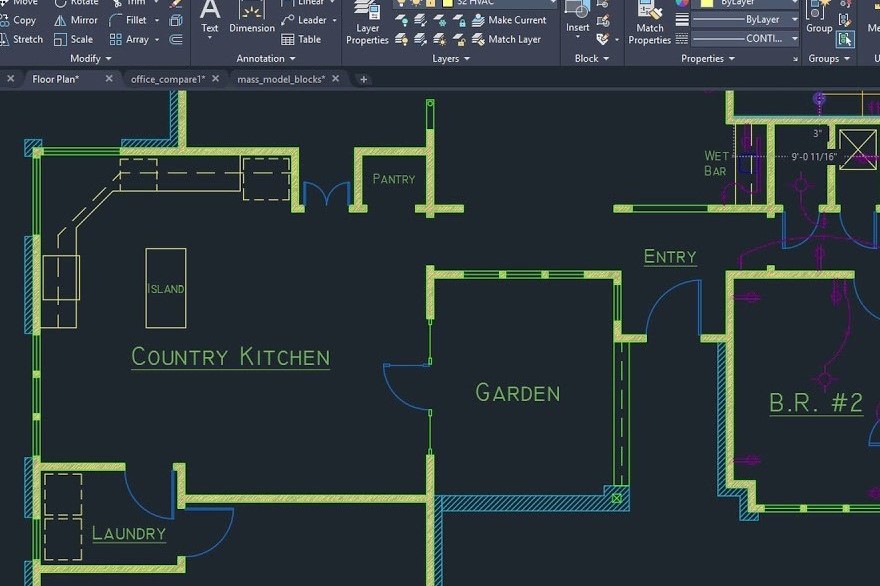 Move Rotate Trim
Linear
Copy Mirror Fillet
Leader
Stretch Scale Array
Table
Text Dimension
Layer
Properties
32 HVAC
Make Current
Match Layer
Insert
Match
Properties
ByLayer
ByLayer
CONTI...
Group
Modify Annotation Layers Block Properties Groups
Floor Plan* office_compare1* mass_model_blocks*
3"
9'-0 11/16"
WET
BAR
PANTRY
ENTRY
ISLAND
COUNTRY KITCHEN
GARDEN
B.R. #2
LAUNDRY